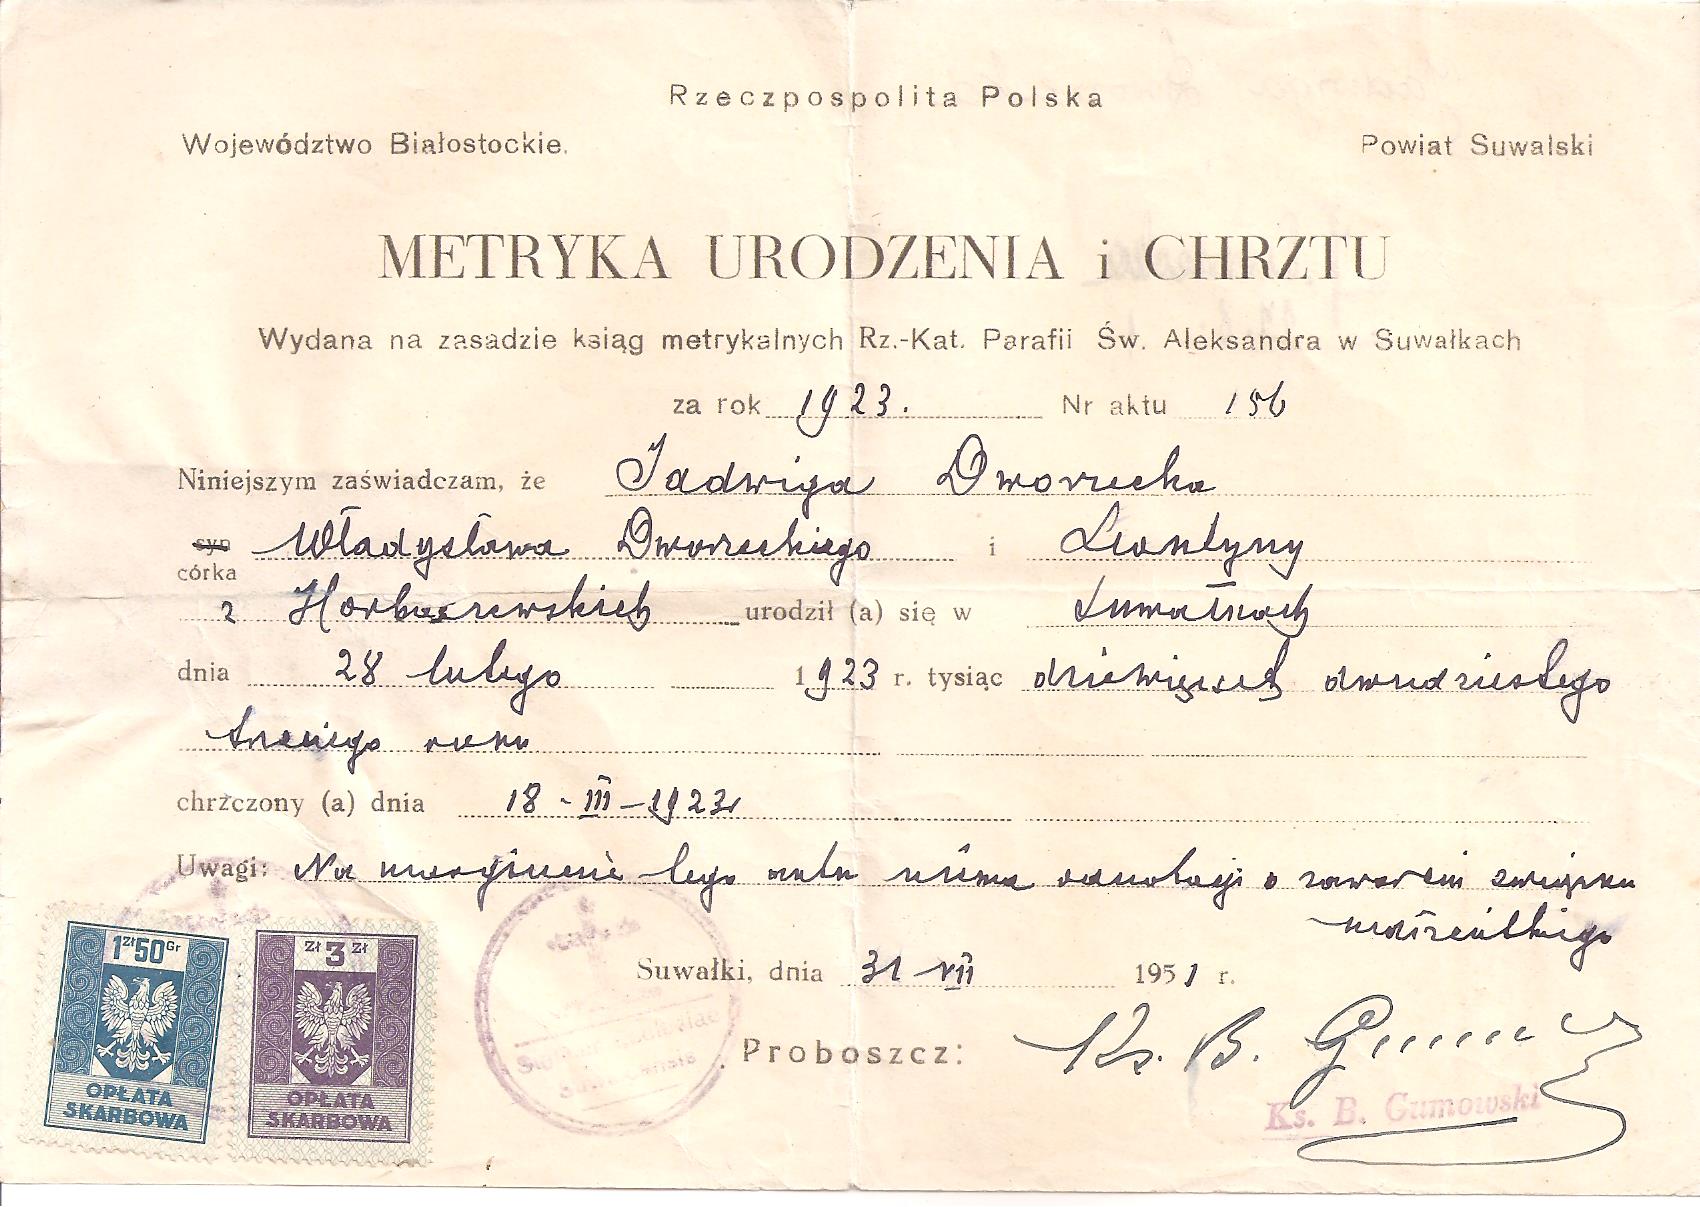 Rzeczpospolita Polska
Województwo Białostockie. Powiat Suwalski
METRYKA URODZENIA i CHRZTU
Wydana na zasadzie ksiąg metrykalnych Rz.-Kat. Parafii Św. Aleksandra w Suwałkach
za rok 1923. Nr aktu 156
Niniejszym zaświadczam, że Jadwiga Dworzecka
syn Władysława Dworzeckiego i Leontyny
córka
z Horbaczewskich urodził (a) się w Suwałkach
dnia 28 lutego 1923 r. tysiąc dziewięćset dwudziestego
trzeciego roku
chrzczony (a) dnia 18-III-1923r
Uwagi: Na marginesie tego aktu niema adnotacji o zawarciu związku
małżeńskiego
Suwałki, dnia 31 VII 1951 r.
Proboszcz: Ks. B. Gumowski
Ks. B. Gumowski
1 zł 50 Gr
OPŁATA
SKARBOWA
zł 3 zł
OPŁATA
SKARBOWA